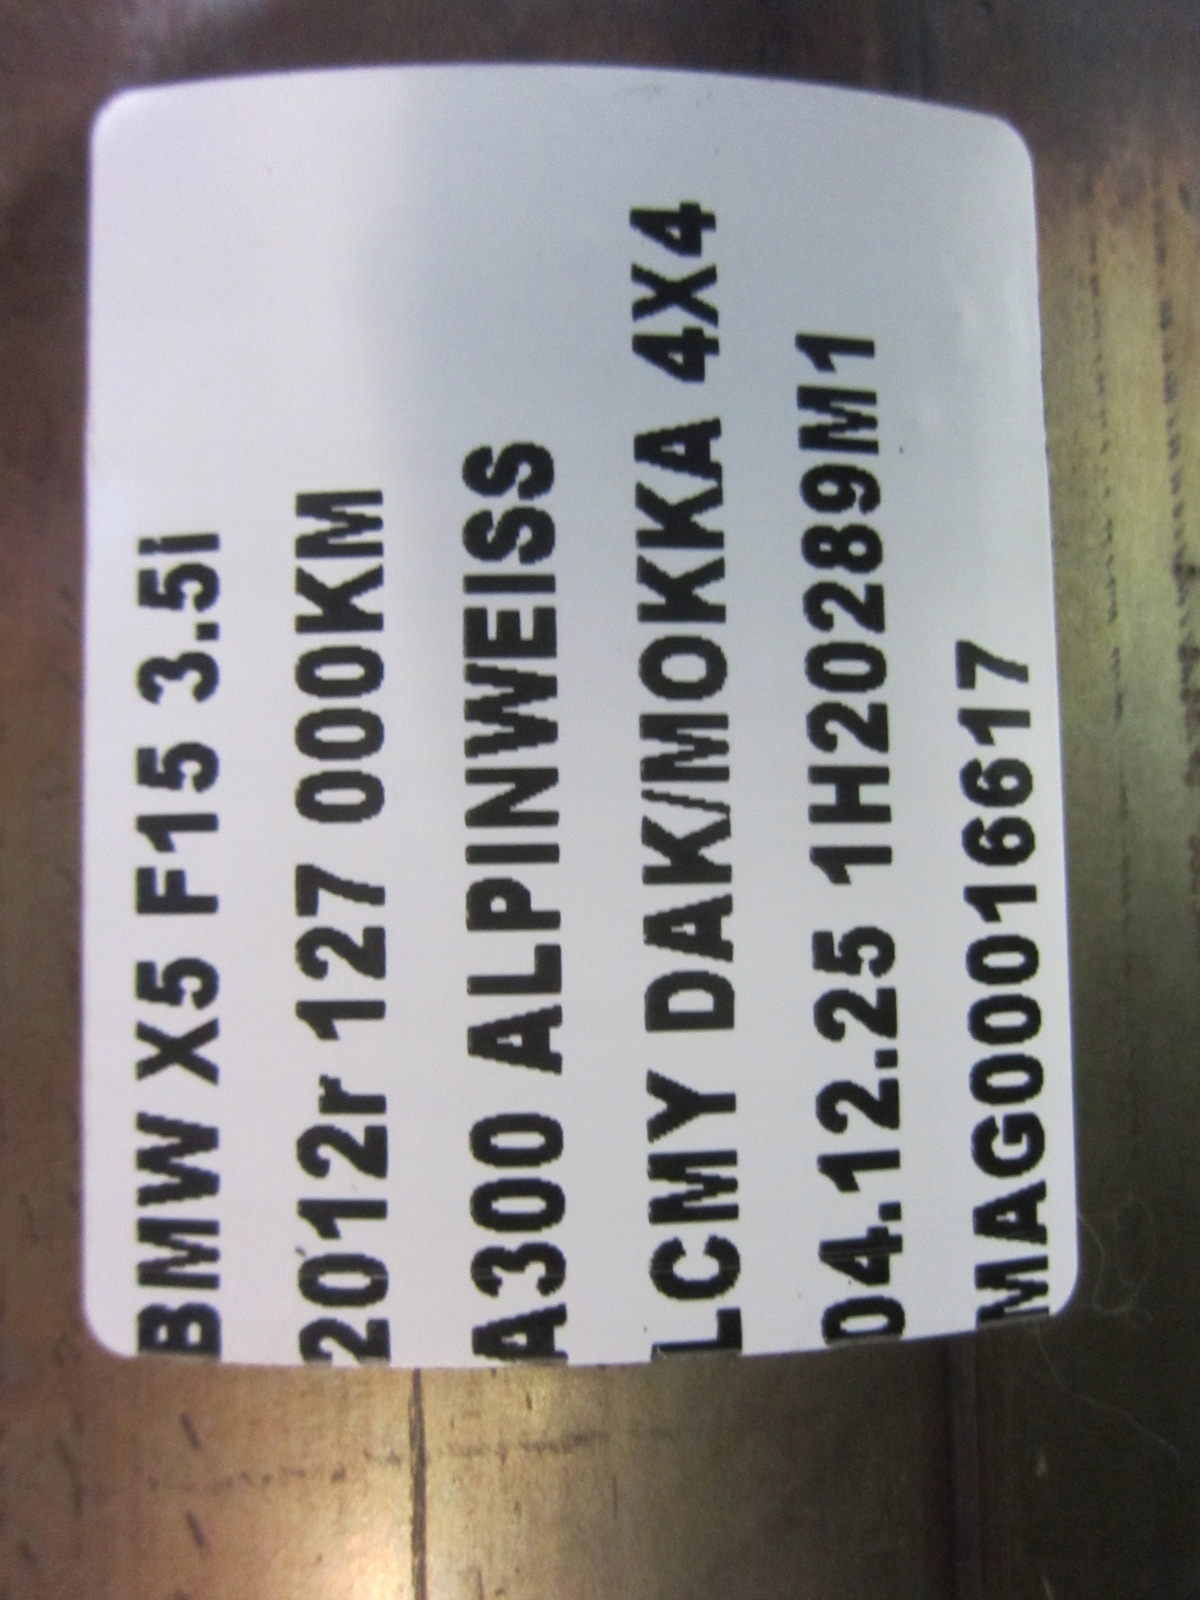 BMW X5 F15 3.5i
2012r 127 000KM
A300 ALPINWEISS
LCMY DAK/MOKKA 4X4
04.12.25 1H20289M1
MAG00016617